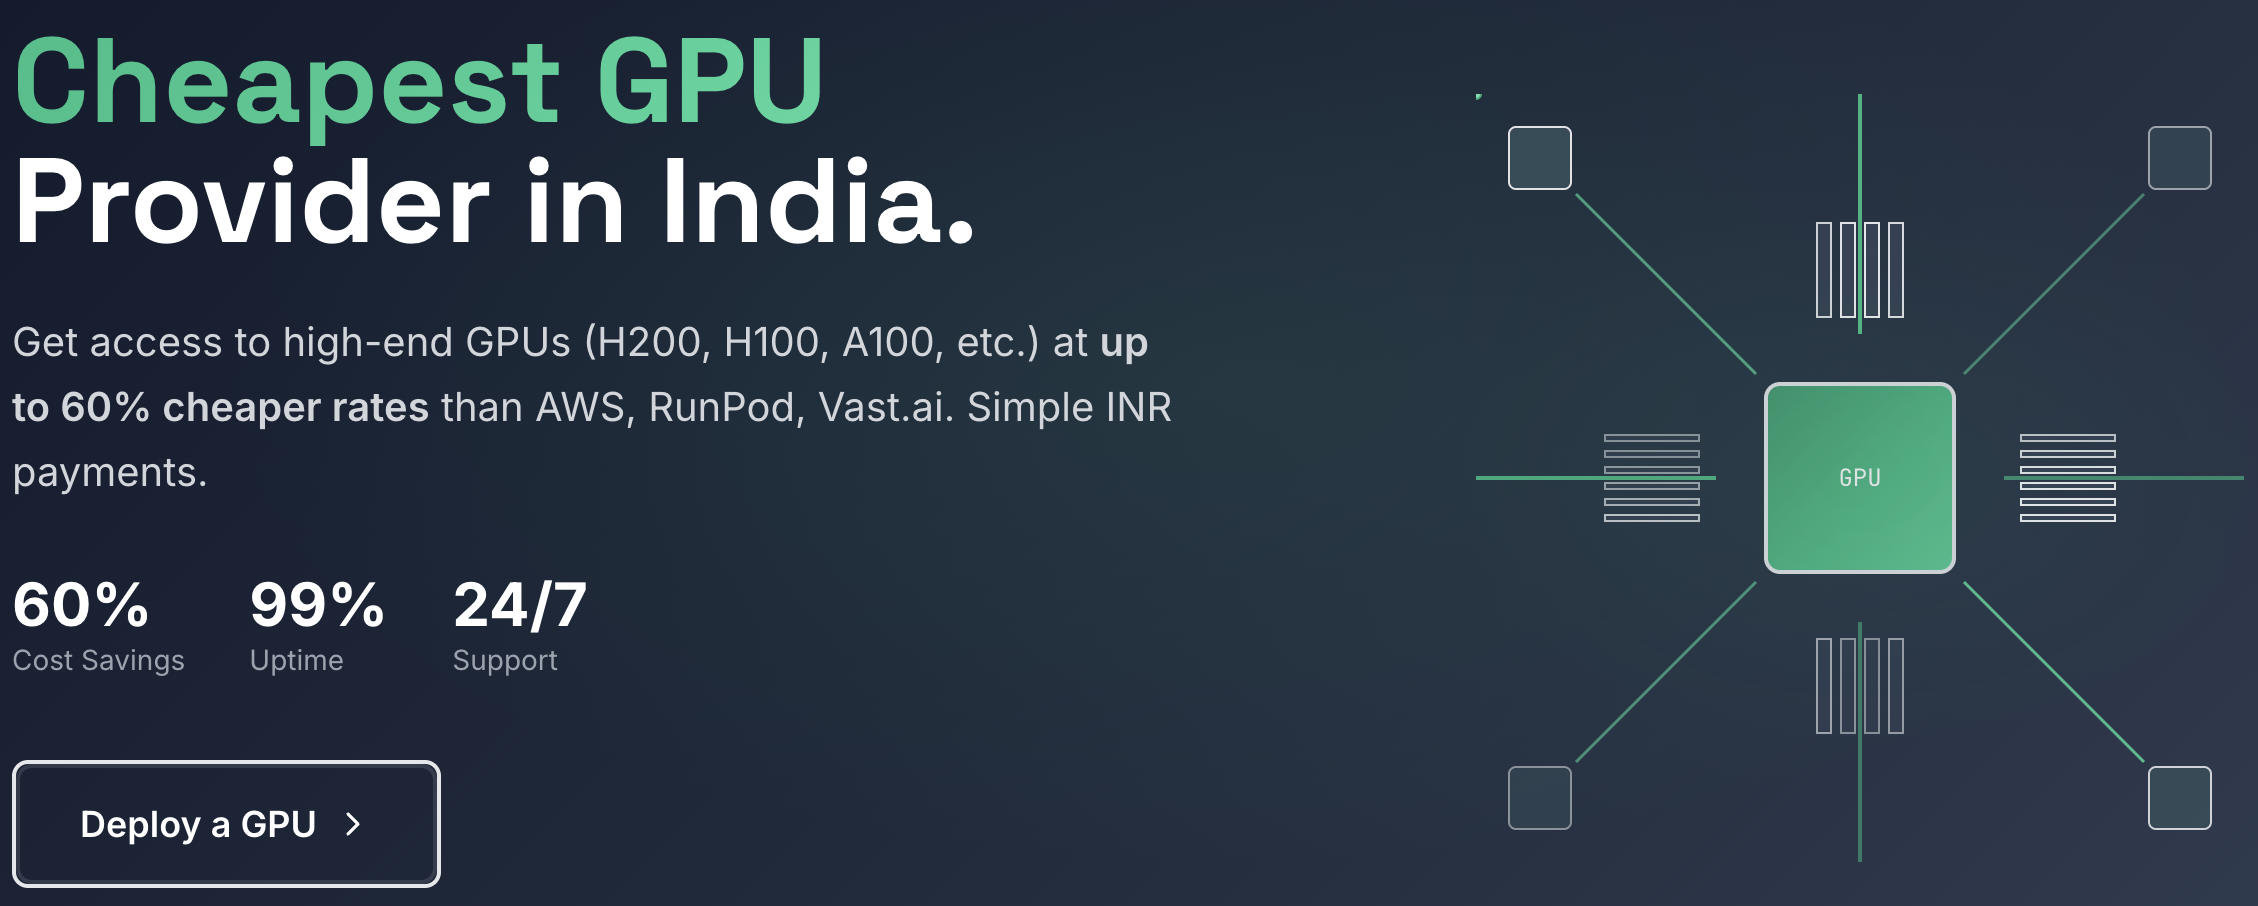 Cheapest GPU
Provider in India.
Get access to high-end GPUs (H200, H100, A100, etc.) at up
to 60% cheaper rates than AWS, RunPod, Vast.ai. Simple INR
payments.
60% 99% 24/7
Cost Savings Uptime Support
Deploy a GPU
GPU